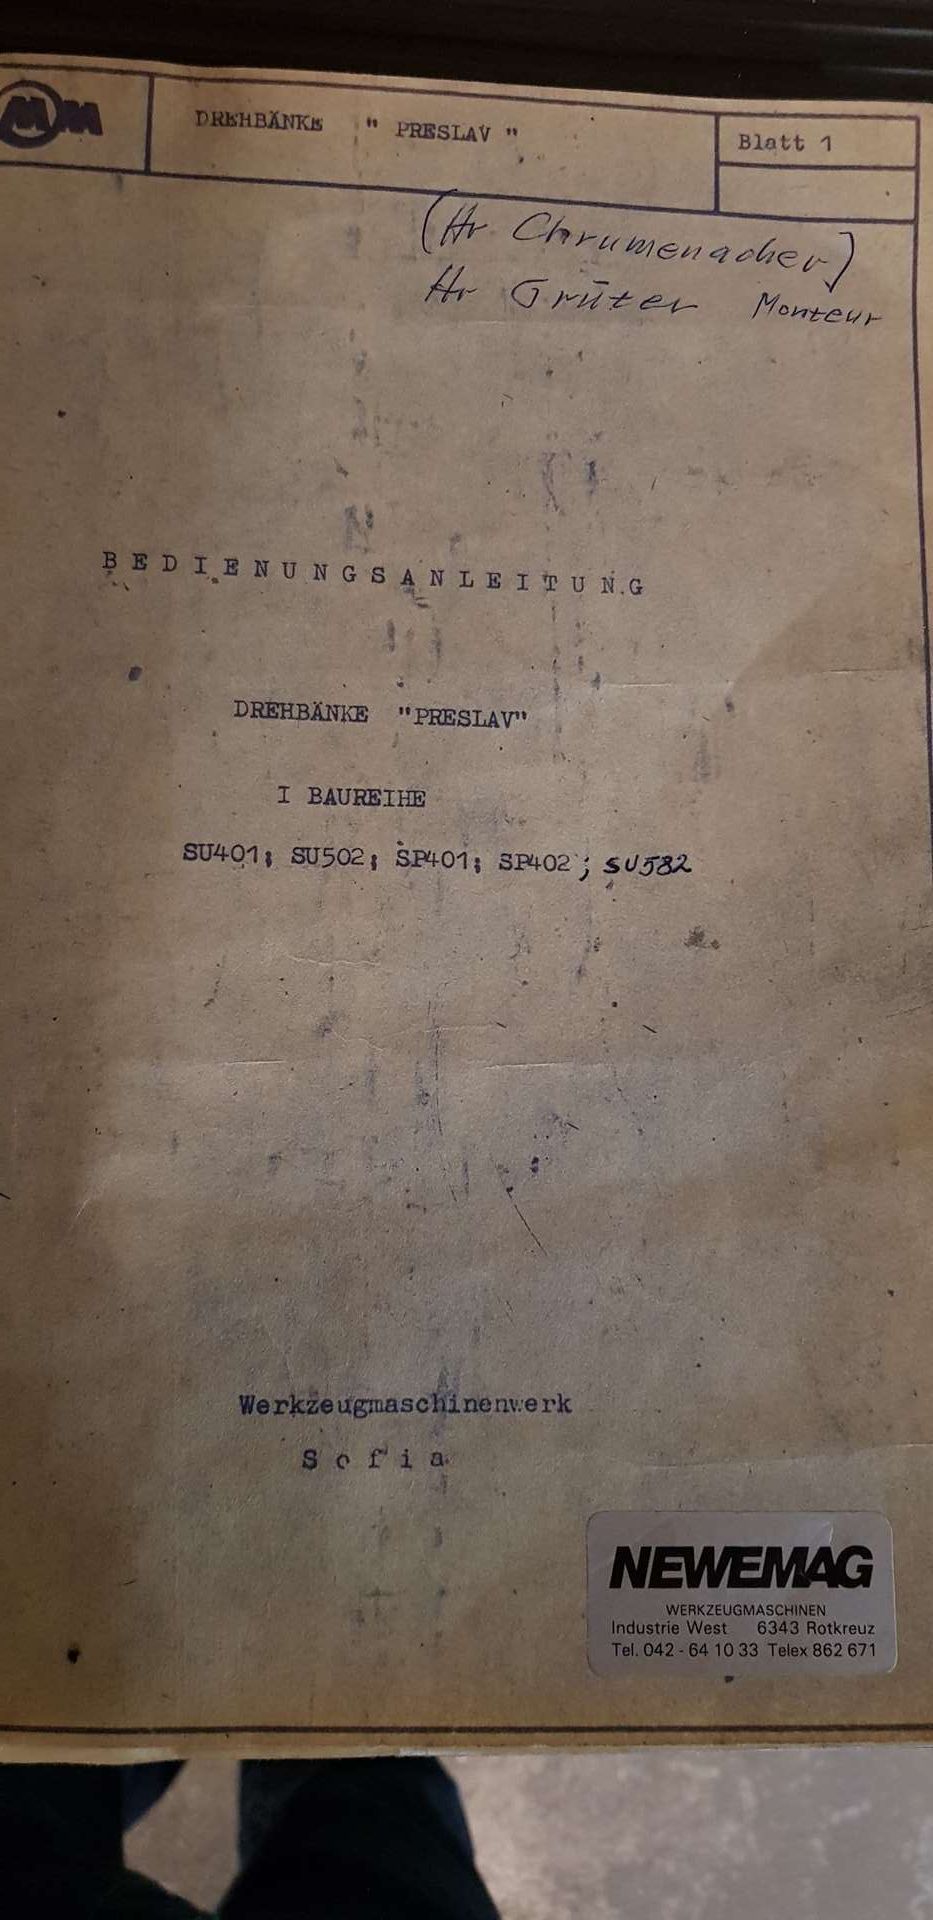 DREHBÄNKE " PRESLAV "
Blatt 1
(Hr Chrumenacher)
Hr Grüter Monteur
BEDIENUNGSANLEITUNG
DREHBÄNKE "PRESLAV"
I BAUREIHE
SU401; SU502; SP401; SP402; SU582
Werkzeugmaschinenwerk
Sofia
NEWEMAG
WERKZEUGMASCHINEN
Industrie West 6343 Rotkreuz
Tel. 042 - 64 10 33 Telex 862 671